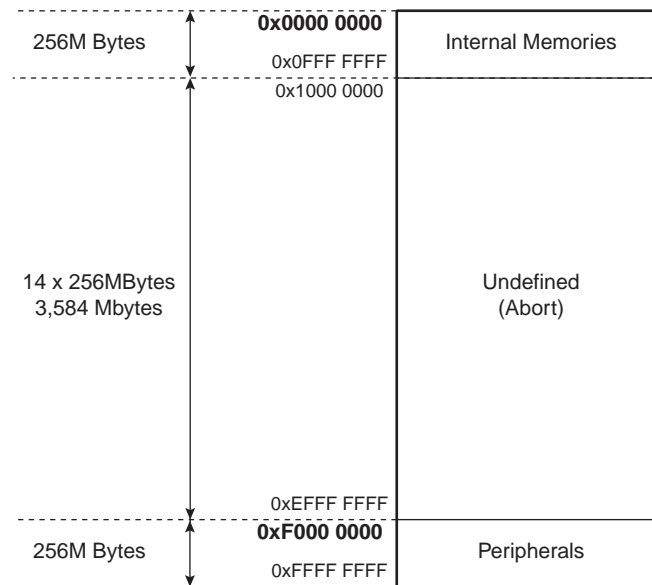 0x0000 0000
256M Bytes
Internal Memories
0x0FFF FFFF
0x1000 0000
14 x 256MBytes
3,584 Mbytes
Undefined
(Abort)
0xEFFF FFFF
0xF000 0000
256M Bytes
Peripherals
0xFFFF FFFF